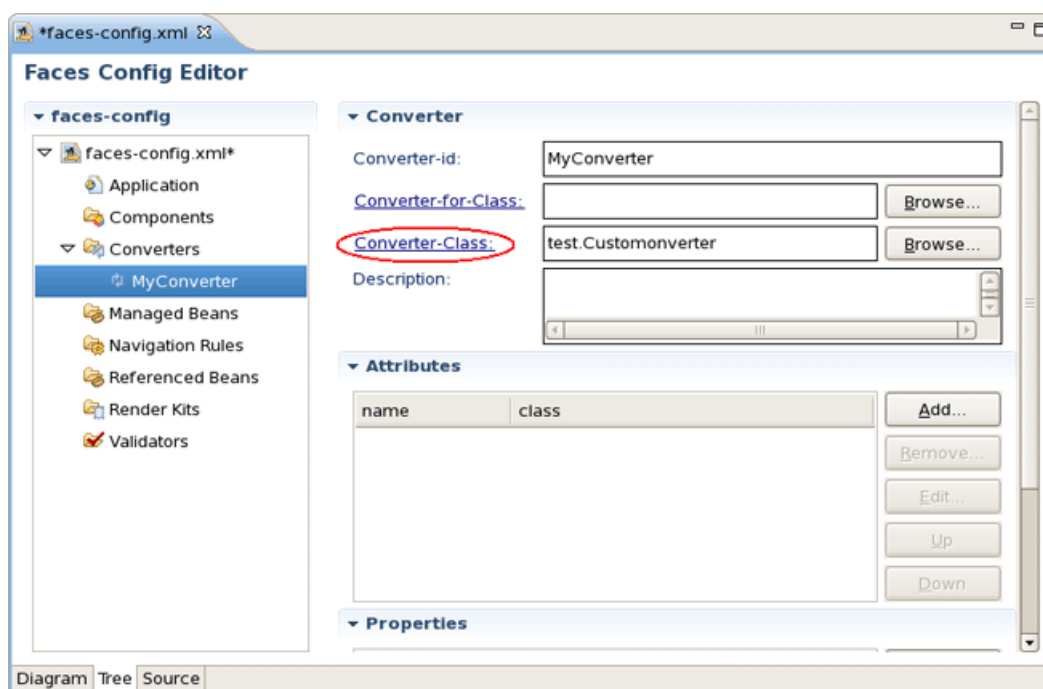 *faces-config.xml
Faces Config Editor
faces-config
faces-config.xml*
Application
Components
Converters
MyConverter
Managed Beans
Navigation Rules
Referenced Beans
Render Kits
Validators
Converter
Converter-id: MyConverter
Converter-for-Class: Browse...
Converter-Class: test.Customonverter Browse...
Description:
Attributes
name class Add...
Remove...
Edit...
Up
Down
Properties
Diagram Tree Source